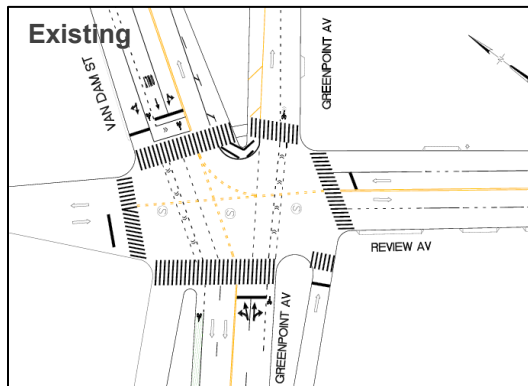 Existing
VAN DAM ST
GREENPOINT AV
REVIEW AV
GREENPOINT AV